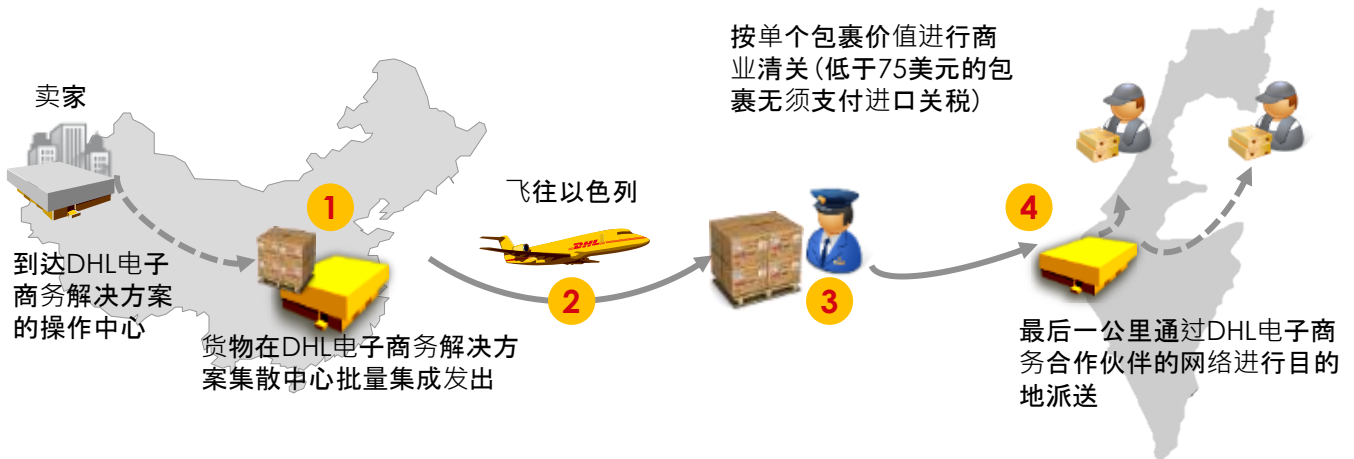 卖家
到达DHL电子
商务解决方案
的操作中心
1
货物在DHL电子商务解决方
案集散中心批量集成发出
飞往以色列
DHL
2
按单个包裹价值进行商
业清关（低于75美元的包
裹无须支付进口关税）
3
4
最后一公里通过DHL电子商
务合作伙伴的网络进行目的
地派送